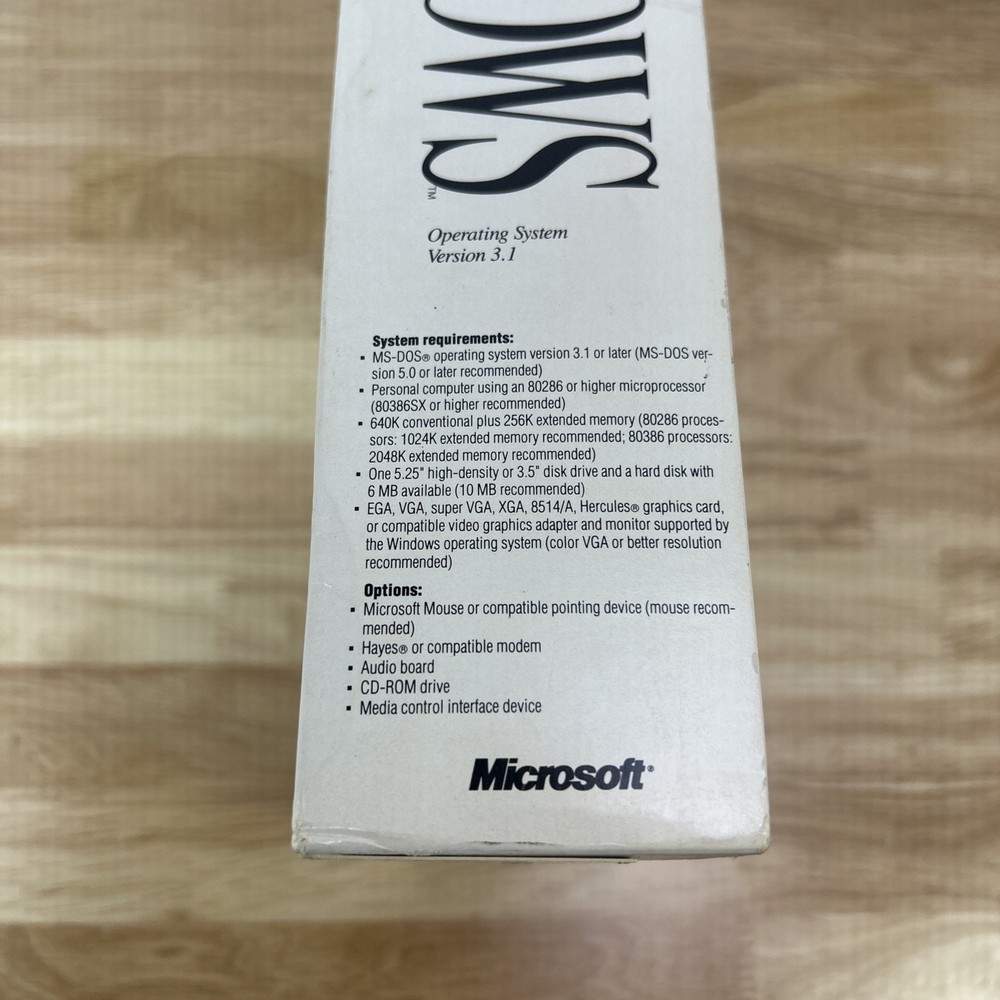 OWS™
Operating System
Version 3.1
System requirements:
▪ MS-DOS® operating system version 3.1 or later (MS-DOS ver-
sion 5.0 or later recommended)
▪ Personal computer using an 80286 or higher microprocessor
(80386SX or higher recommended)
▪ 640K conventional plus 256K extended memory (80286 proces-
sors: 1024K extended memory recommended; 80386 processors:
2048K extended memory recommended)
▪ One 5.25" high-density or 3.5" disk drive and a hard disk with
6 MB available (10 MB recommended)
▪ EGA, VGA, super VGA, XGA, 8514/A, Hercules® graphics card,
or compatible video graphics adapter and monitor supported by
the Windows operating system (color VGA or better resolution
recommended)
Options:
▪ Microsoft Mouse or compatible pointing device (mouse recom-
mended)
▪ Hayes® or compatible modem
▪ Audio board
▪ CD-ROM drive
▪ Media control interface device
Microsoft®